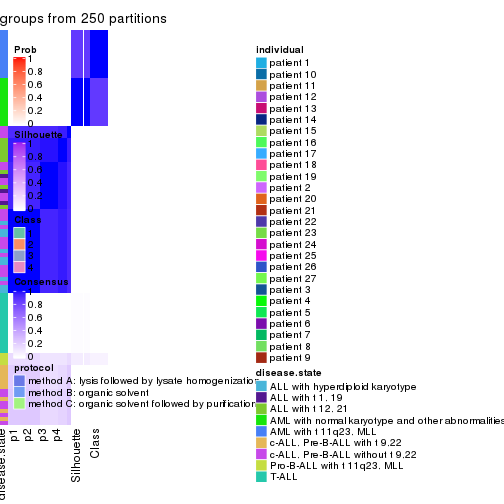 groups from 250 partitions
Prob
1
0.8
0.6
0.4
0.2
0
Silhouette
1
0.8
0.6
0.4
0.2
0
Class
1
2
3
4
Consensus
1
0.8
0.6
0.4
0.2
0
protocol
method A: lysis followed by lysate homogenization
method B: organic solvent
method C: organic solvent followed by purification
disease.state
p1
p2
p3
p4
Silhouette
Class
individual
patient 1
patient 10
patient 11
patient 12
patient 13
patient 14
patient 15
patient 16
patient 17
patient 18
patient 19
patient 2
patient 20
patient 21
patient 22
patient 23
patient 24
patient 25
patient 26
patient 27
patient 3
patient 4
patient 5
patient 6
patient 7
patient 8
patient 9
disease.state
ALL with hyperdiploid karyotype
ALL with t 1. 19
ALL with t 12. 21
AML with normal karyotype and other abnormalities
AML with t 11q23. MLL
c-ALL. Pre-B-ALL with t 9.22
c-ALL. Pre-B-ALL without t 9.22
Pro-B-ALL with t 11q23. MLL
T-ALL